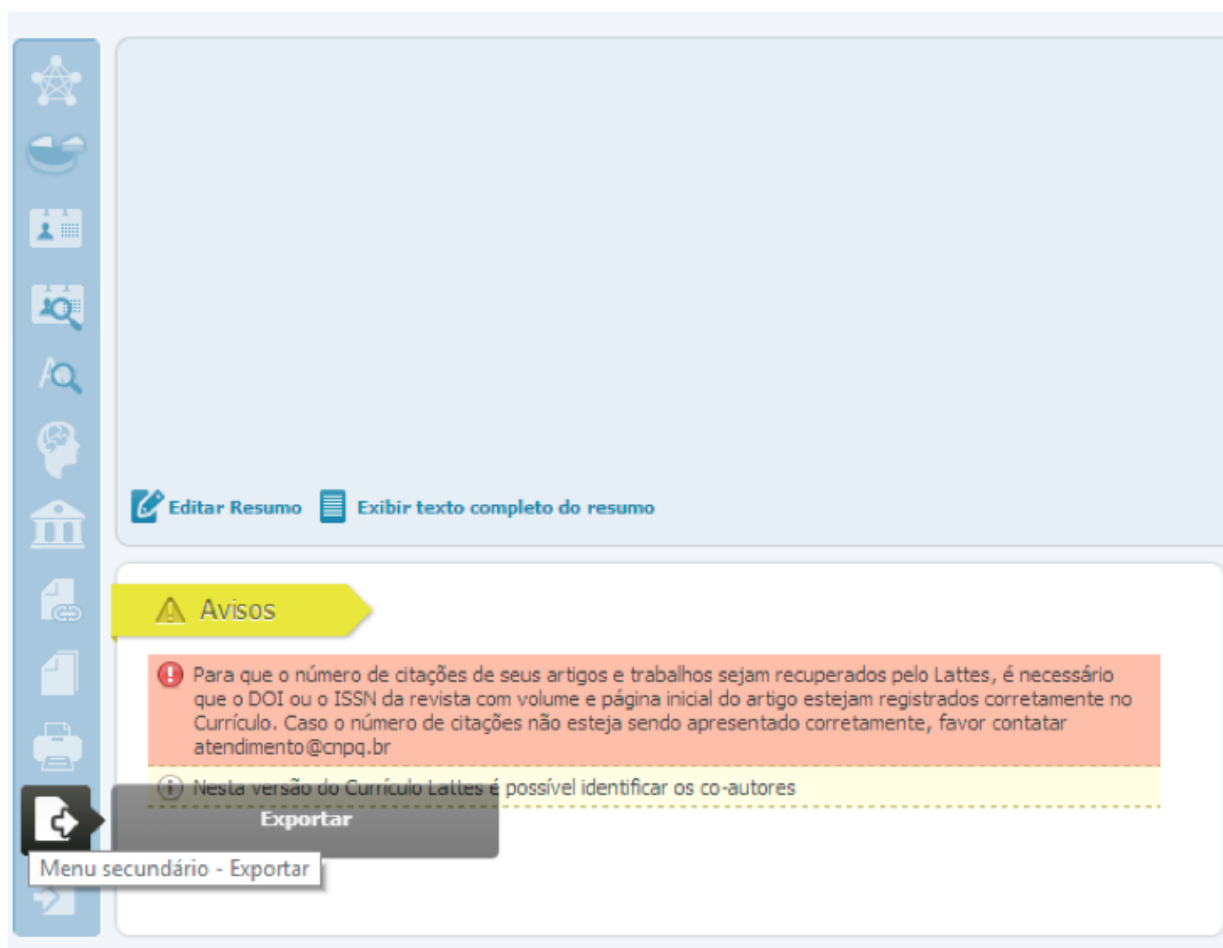 Editar Resumo Exibir texto completo do resumo
Avisos
Para que o número de citações de seus artigos e trabalhos sejam recuperados pelo Lattes, é necessário
que o DOI ou o ISSN da revista com volume e página inicial do artigo estejam registrados corretamente no
Currículo. Caso o número de citações não esteja sendo apresentado corretamente, favor contatar
atendimento@cnpq.br
Nesta versão do Currículo Lattes é possível identificar os co-autores
Exportar
Menu secundário - Exportar